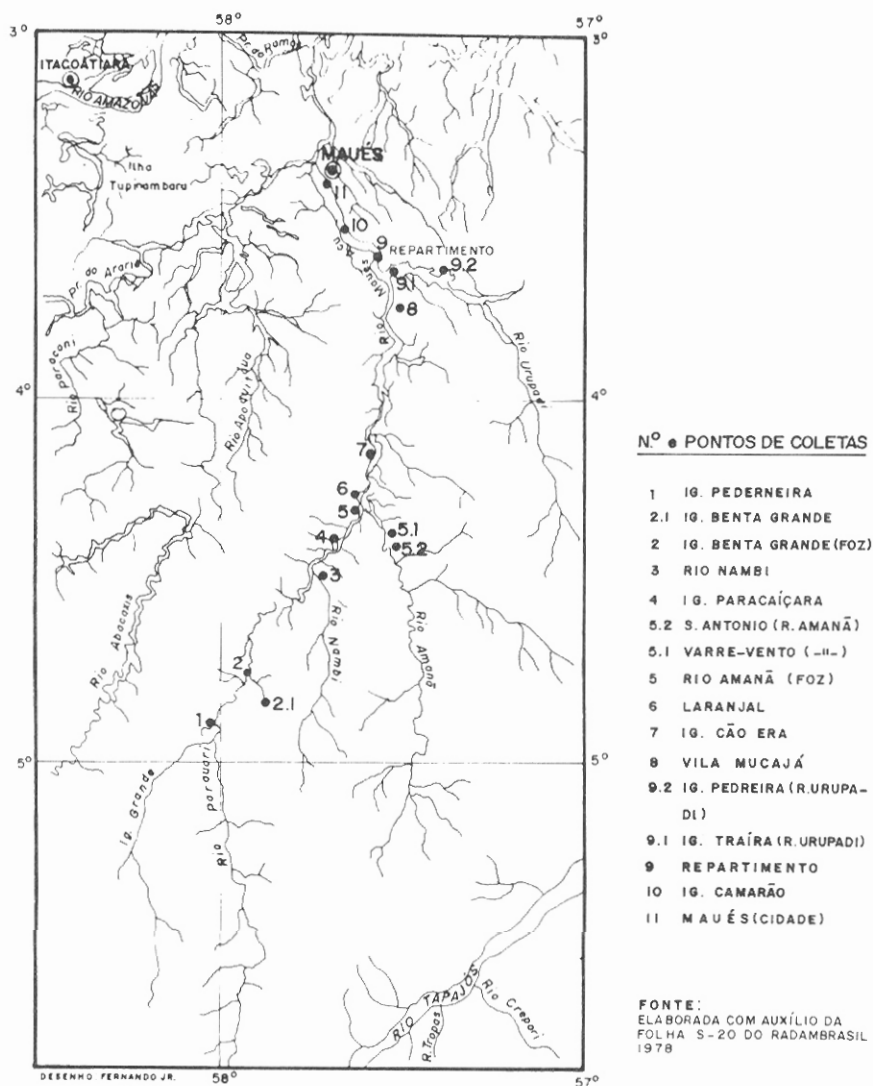 58°
57°
3°
3°
Pr. do Ramos
ITACOATIARA
RIO AMAZONAS
MAUÉS
Ilha
Tupinambara
11
10
9
REPARTIMENTO
9.2
9.1
8
Rio Maués Açu
Pr. do Araria
Rio Urupadi
Rio Paraconi
Rio Apoquitaua
4°
4°
7
6
5
5.1
5.2
4
3
Rio Abacaxis
Rio Nambi
Rio Amanã
2
2.1
1
5°
5°
Ig. Grande
Rio Parauari
RIO TAPAJÓS
Rio Crepori
R. Tropas
58°
57°
DESENHO FERNANDO JR.
Nº e PONTOS DE COLETAS
1 IG. PEDERNEIRA
2.1 IG. BENTA GRANDE
2 IG. BENTA GRANDE (FOZ)
3 RIO NAMBI
4 IG. PARACAÍÇARA
5.2 S. ANTONIO (R. AMANÃ)
5.1 VARRE-VENTO (-"-)
5 RIO AMANÃ (FOZ)
6 LARANJAL
7 IG. CÃO ERA
8 VILA MUCAJÁ
9.2 IG. PEDREIRA (R.URUPA-
DI)
9.1 IG. TRAÍRA (R. URUPADI)
9 REPARTIMENTO
10 IG. CAMARÃO
11 MAUÉS (CIDADE)
FONTE:
ELABORADA COM AUXÍLIO DA
FOLHA S-20 DO RADAMBRASIL
1978